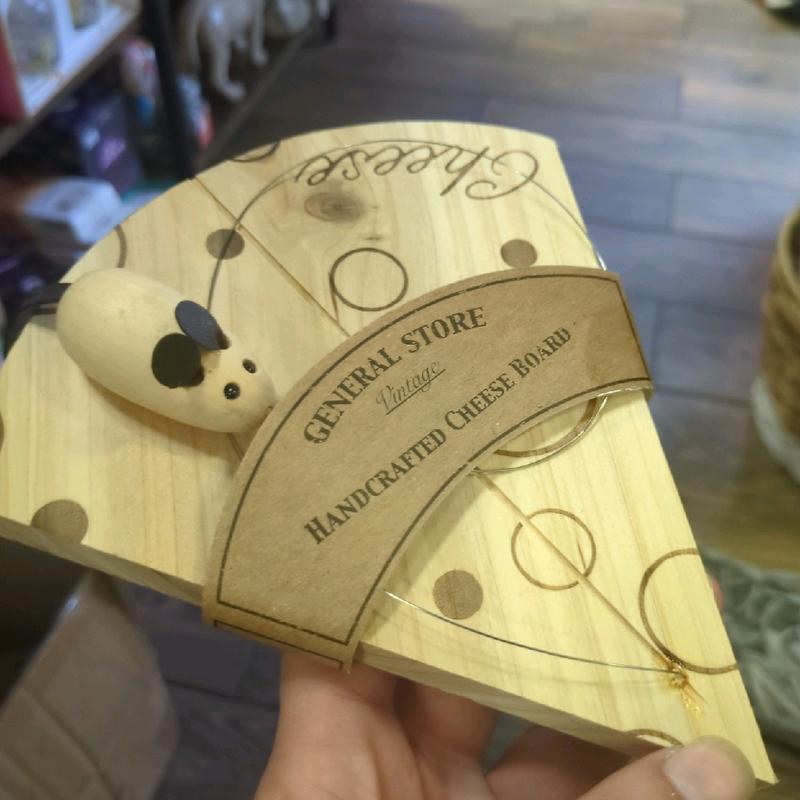 Cheese
GENERAL STORE
Vintage
HANDCRAFTED CHEESE BOARD